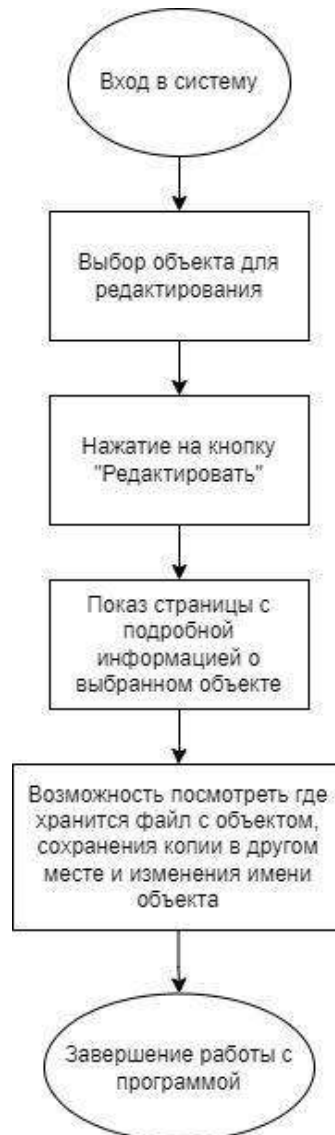 Вход в систему
Выбор объекта для
редактирования
Нажатие на кнопку
"Редактировать"
Показ страницы с
подробной
информацией о
выбранном объекте
Возможность посмотреть где
хранится файл с объектом,
сохранения копии в другом
месте и изменения имени
объекта
Завершение работы с
программой